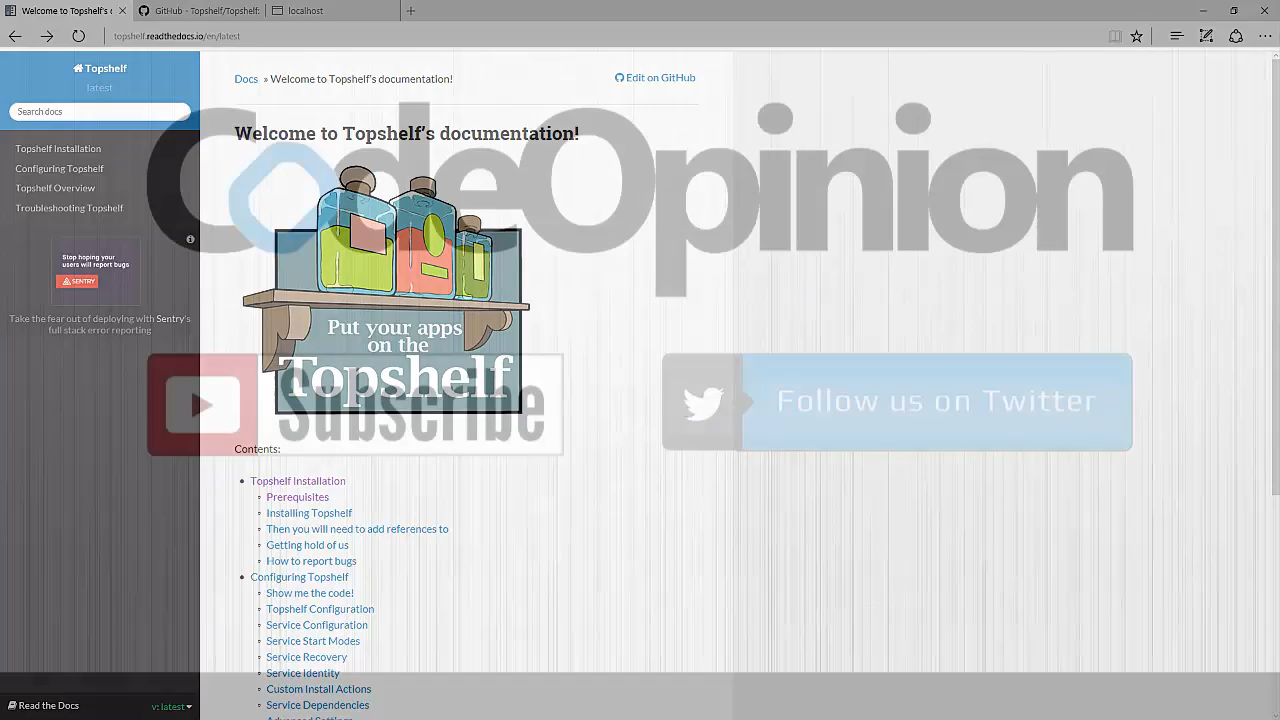 Welcome to Topshelf's d
GitHub - Topshelf/Topshelf:
localhost
topshelf.readthedocs.io/en/latest
Topshelf
latest
Search docs
Topshelf Installation
Configuring Topshelf
Topshelf Overview
Troubleshooting Topshelf
Stop hoping your
users will report bugs
SENTRY
Take the fear out of deploying with Sentry's
full stack error reporting
Read the Docs
v: latest
Docs » Welcome to Topshelf's documentation!
Edit on GitHub
Welcome to Topshelf's documentation!
CodeOpinion
Put your apps
on the
Topshelf
Subscribe
Follow us on Twitter
Contents:
Topshelf Installation
Prerequisites
Installing Topshelf
Then you will need to add references to
Getting hold of us
How to report bugs
Configuring Topshelf
Show me the code!
Topshelf Configuration
Service Configuration
Service Start Modes
Service Recovery
Service Identity
Custom Install Actions
Service Dependencies
Advanced Settings